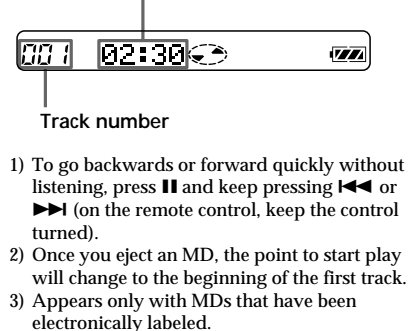 001 02:30
Track number
1) To go backwards or forward quickly without
listening, press ⏸ and keep pressing ⏮ or
⏭ (on the remote control, keep the control
turned).
2) Once you eject an MD, the point to start play
will change to the beginning of the first track.
3) Appears only with MDs that have been
electronically labeled.